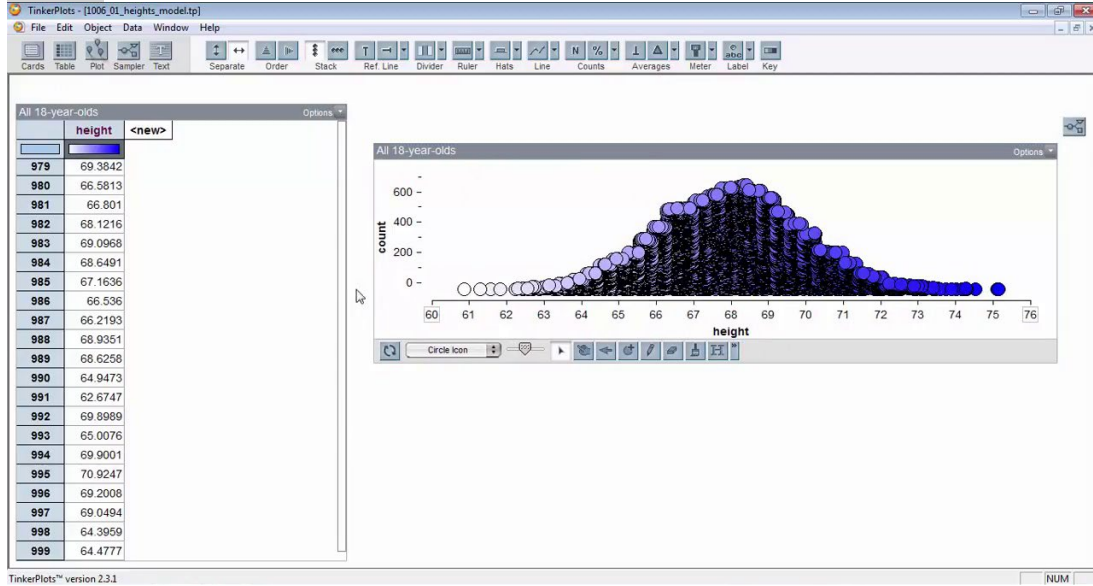 TinkerPlots - [1006_01_heights_model.tp]
File Edit Object Data Window Help
Cards Table Plot Sampler Text Separate Order Stack Ref. Line Divider Ruler Hats Line Counts Averages Meter Label Key
All 18-year-olds Options
height <new>
979 69.3842
980 66.5813
981 66.801
982 68.1216
983 69.0968
984 68.6491
985 67.1636
986 66.536
987 66.2193
988 68.9351
989 68.6258
990 64.9473
991 62.6747
992 69.8989
993 65.0076
994 69.9001
995 70.9247
996 69.2008
997 69.0494
998 64.3959
999 64.4777
All 18-year-olds Options
600
400
200
0
count
60 61 62 63 64 65 66 67 68 69 70 71 72 73 74 75 76
height
Circle Icon
TinkerPlots™ version 2.3.1 NUM